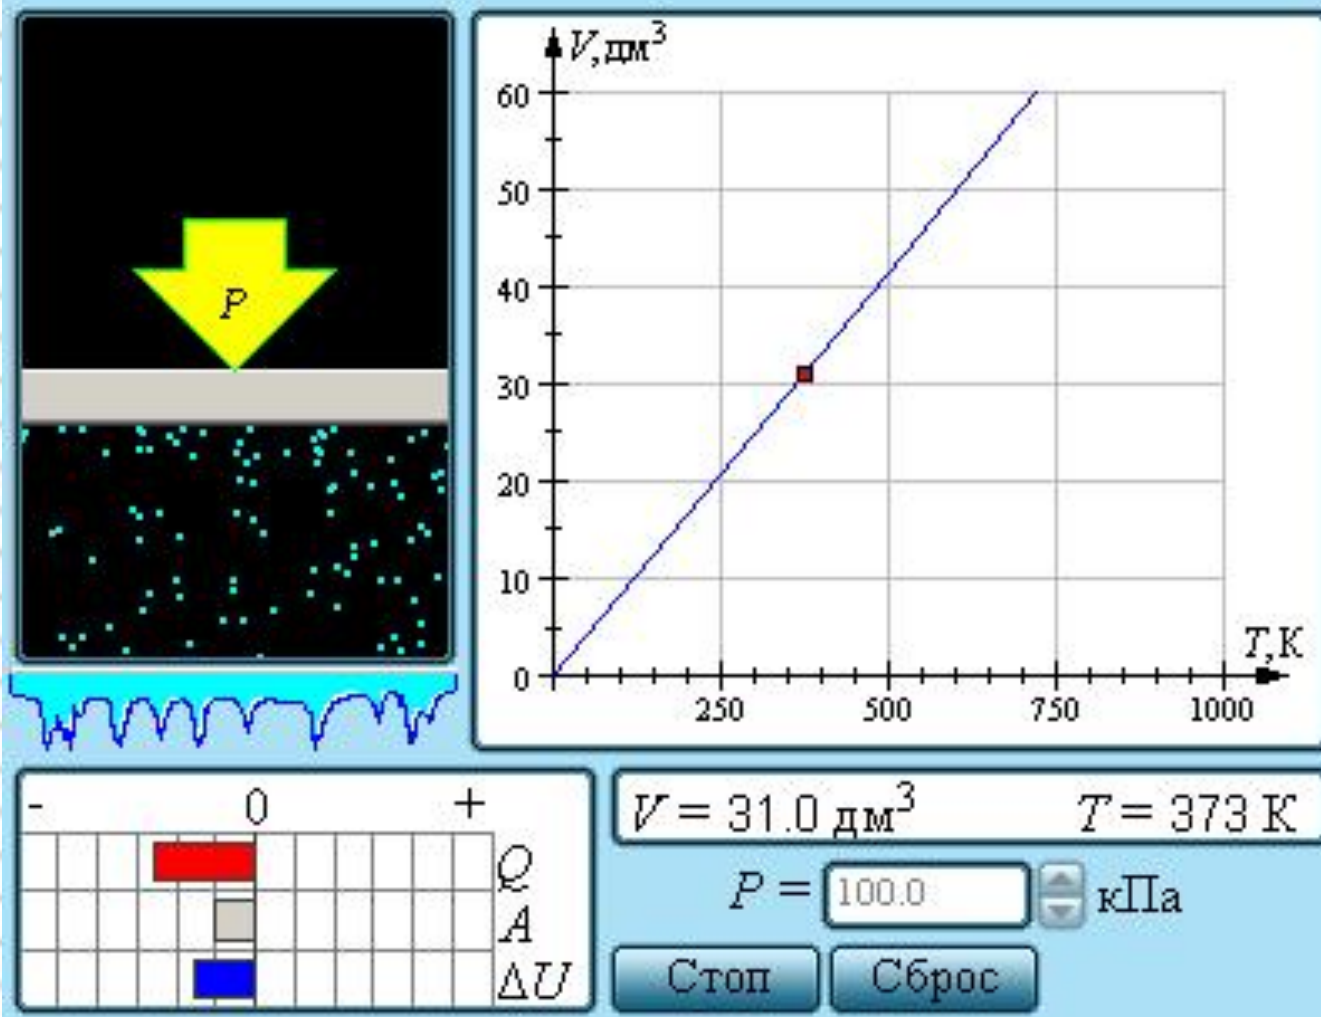 P
V, дм³
60
50
40
30
20
10
0
250 500 750 1000
T, К
- 0 +
Q
A
ΔU
V = 31.0 дм³ T = 373 К
P = 100.0 кПа
Стоп Сброс